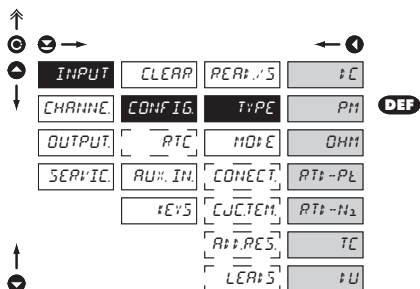 INPUT CLEAR READ./S DC
CHANNE. CONFIG. TYPE PM DEF
OUTPUT. RTC MODE OHM
SERVIC. AUX. IN. CONECT. RTD-Pt
KEYS CJC.TEM. RTD-Ni
ADD.RES. TC
LEADS DU